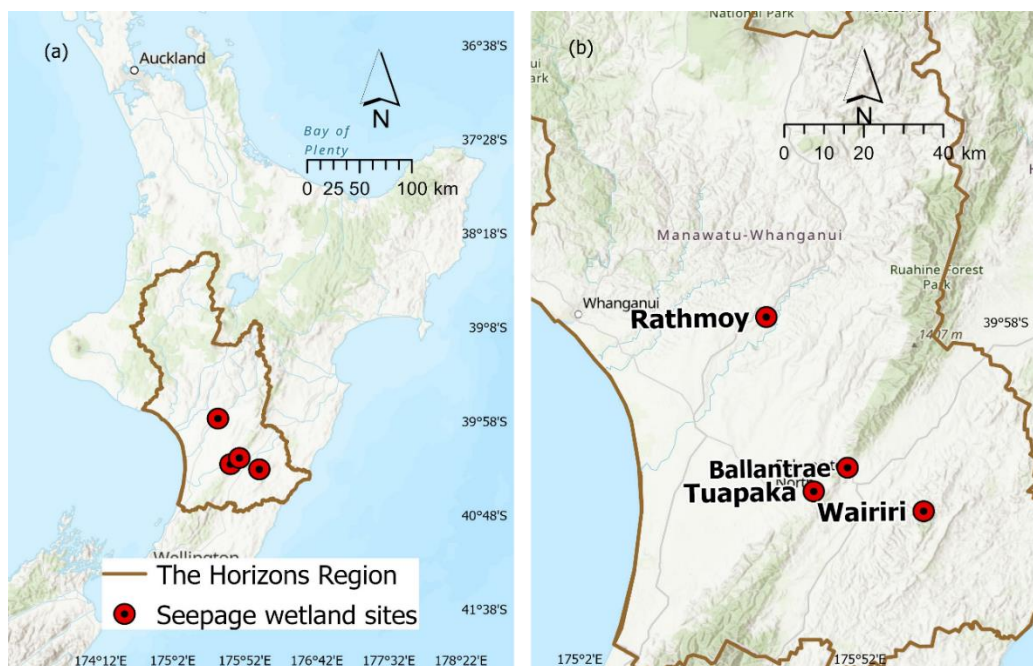 (a)
Auckland
N
Bay of
Plenty
0 25 50 100 km
36°38'S
37°28'S
38°18'S
39°8'S
39°58'S
40°48'S
41°38'S
Wellington
The Horizons Region
Seepage wetland sites
174°12'E 175°2'E 175°52'E 176°42'E 177°32'E 178°22'E
(b)
National Park
Park
N
0 10 20 40 km
Manawatu-Whanganui
Ruahine Forest
Park
Whanganui
Rathmoy
39°58'S
1407 m
Ballantrae
Tuapaka
Wairiri
175°2'E 175°52'E